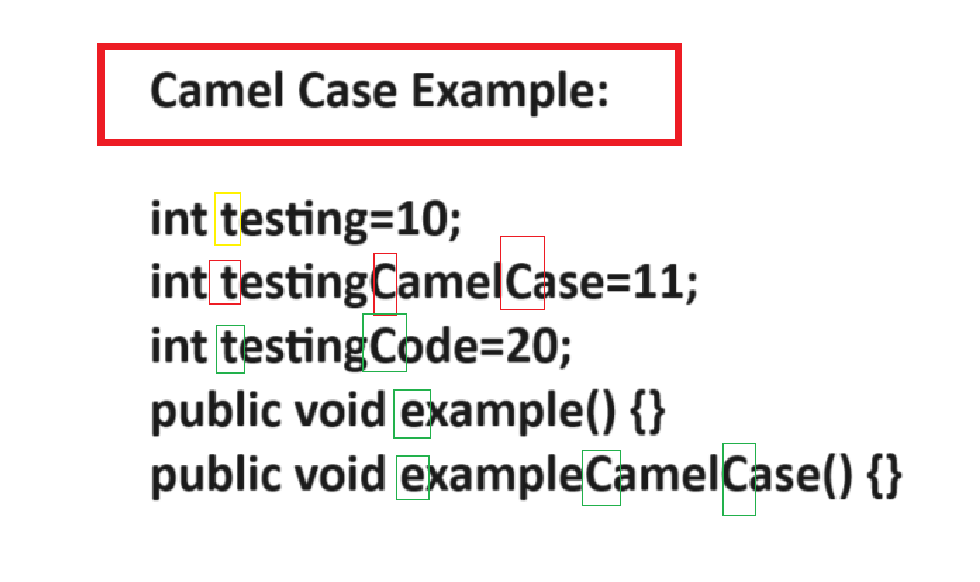 Camel Case Example:
int testing=10;
int testingCamelCase=11;
int testingCode=20;
public void example() {}
public void exampleCamelCase() {}